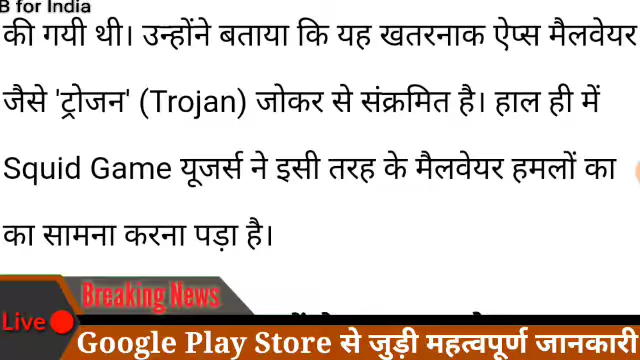 B for India
की गयी थी। उन्होंने बताया कि यह खतरनाक ऐप्स मैलवेयर
जैसे 'ट्रोजन' (Trojan) जोकर से संक्रमित है। हाल ही में
Squid Game यूजर्स ने इसी तरह के मैलवेयर हमलों का
का सामना करना पड़ा है।
Breaking News
Live
Google Play Store से जुड़ी महत्वपूर्ण जानकारी